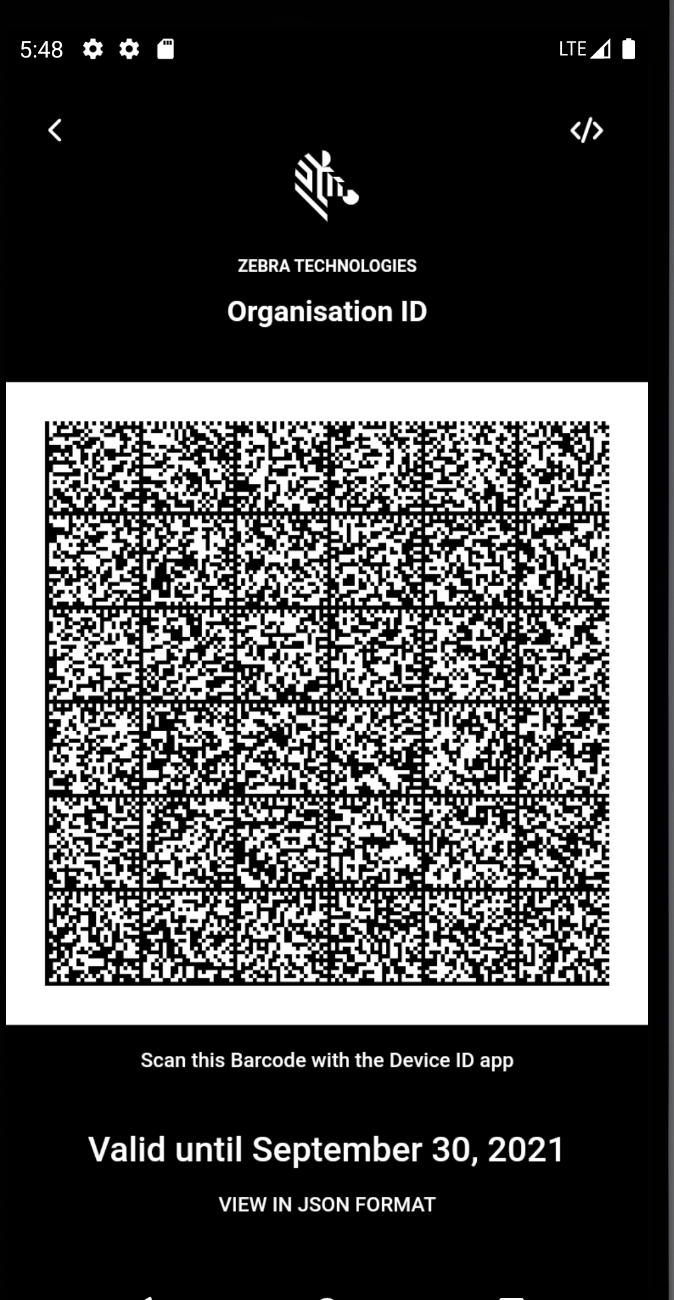 5:48 LTE
</>
ZEBRA TECHNOLOGIES
Organisation ID
Scan this Barcode with the Device ID app
Valid until September 30, 2021
VIEW IN JSON FORMAT